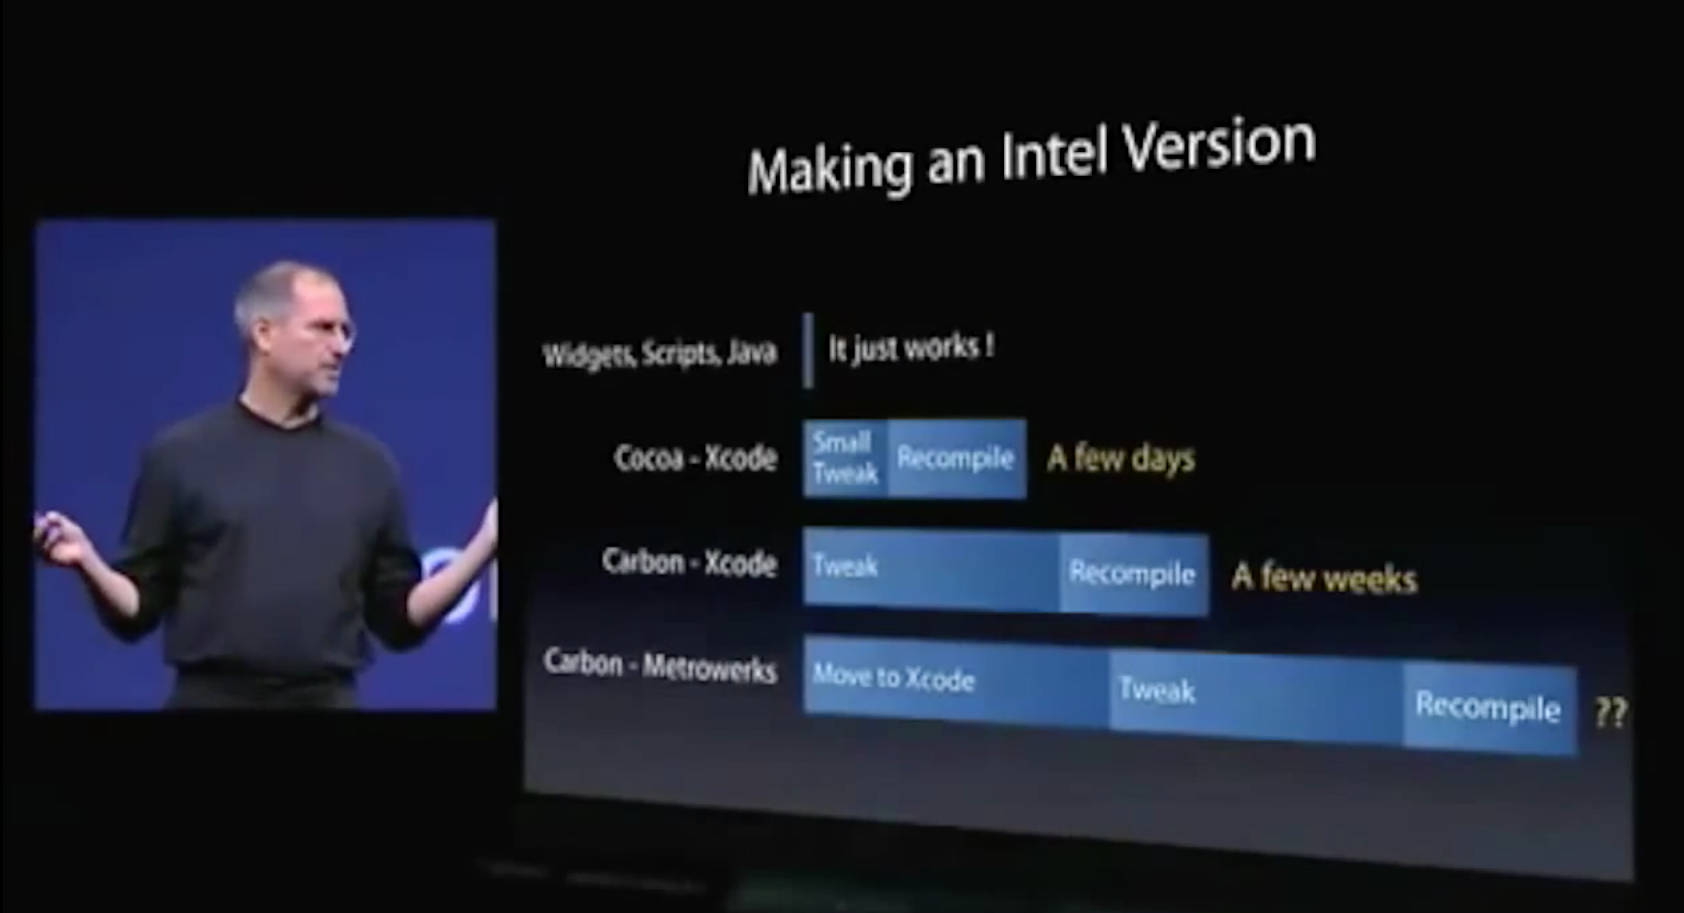 Making an Intel Version
Widgets, Scripts, Java
It just works !
Cocoa - Xcode
Small
Tweak
Recompile
A few days
Carbon - Xcode
Tweak
Recompile
A few weeks
Carbon - Metrowerks
Move to Xcode
Tweak
Recompile
??